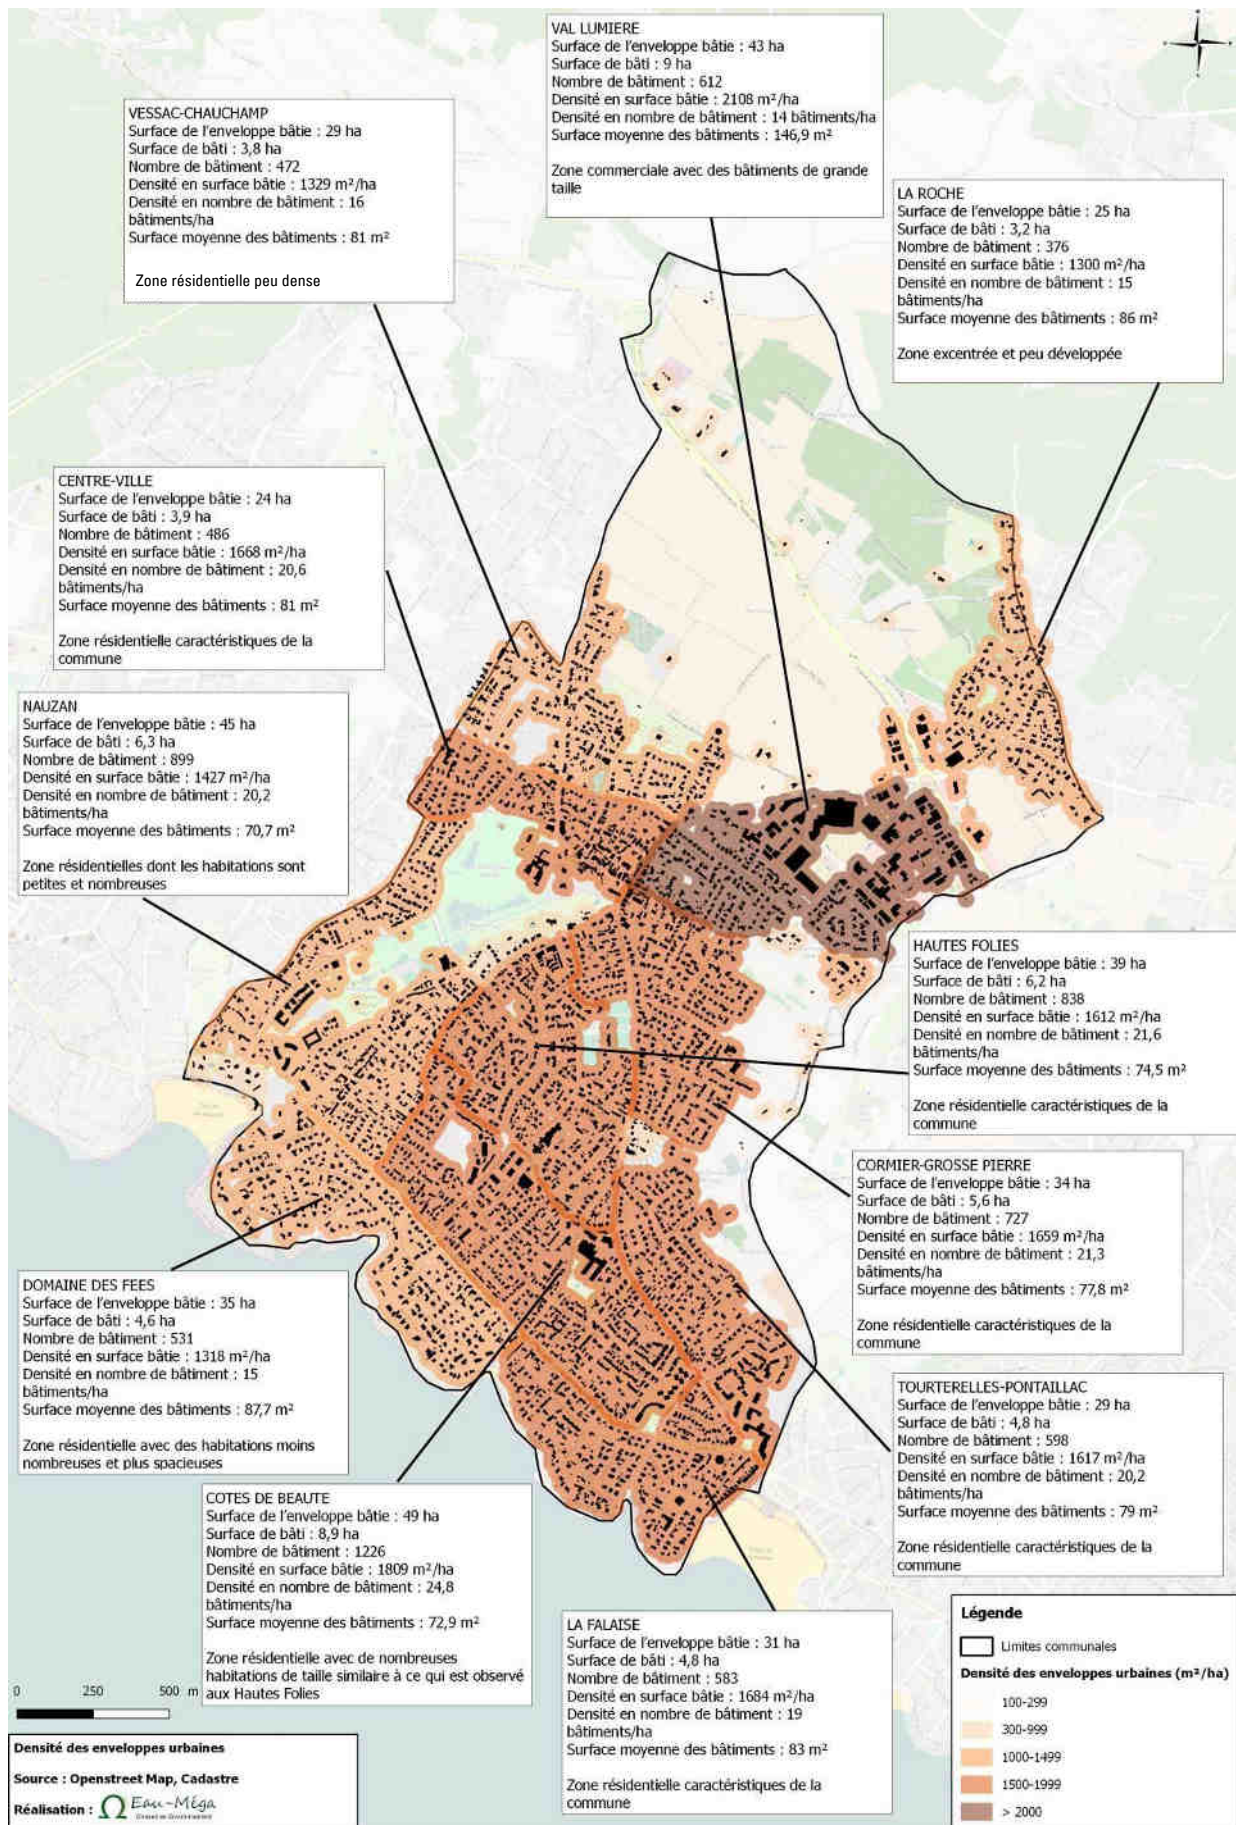 VAL LUMIERE
Surface de l'enveloppe bâtie : 43 ha
Surface de bâti : 9 ha
Nombre de bâtiment : 612
Densité en surface bâtie : 2108 m²/ha
Densité en nombre de bâtiment : 14 bâtiments/ha
Surface moyenne des bâtiments : 146,9 m²
Zone commerciale avec des bâtiments de grande
taille
VESSAC-CHAUCHAMP
Surface de l'enveloppe bâtie : 29 ha
Surface de bâti : 3,8 ha
Nombre de bâtiment : 472
Densité en surface bâtie : 1329 m²/ha
Densité en nombre de bâtiment : 16
bâtiments/ha
Surface moyenne des bâtiments : 81 m²
Zone résidentielle peu dense
LA ROCHE
Surface de l'enveloppe bâtie : 25 ha
Surface de bâti : 3,2 ha
Nombre de bâtiment : 376
Densité en surface bâtie : 1300 m²/ha
Densité en nombre de bâtiment : 15
bâtiments/ha
Surface moyenne des bâtiments : 86 m²
Zone excentrée et peu développée
CENTRE-VILLE
Surface de l'enveloppe bâtie : 24 ha
Surface de bâti : 3,9 ha
Nombre de bâtiment : 486
Densité en surface bâtie : 1668 m²/ha
Densité en nombre de bâtiment : 20,6
bâtiments/ha
Surface moyenne des bâtiments : 81 m²
Zone résidentielle caractéristiques de la
commune
NAUZAN
Surface de l'enveloppe bâtie : 45 ha
Surface de bâti : 6,3 ha
Nombre de bâtiment : 899
Densité en surface bâtie : 1427 m²/ha
Densité en nombre de bâtiment : 20,2
bâtiments/ha
Surface moyenne des bâtiments : 70,7 m²
Zone résidentielles dont les habitations sont
petites et nombreuses
HAUTES FOLIES
Surface de l'enveloppe bâtie : 39 ha
Surface de bâti : 6,2 ha
Nombre de bâtiment : 838
Densité en surface bâtie : 1612 m²/ha
Densité en nombre de bâtiment : 21,6
bâtiments/ha
Surface moyenne des bâtiments : 74,5 m²
Zone résidentielle caractéristiques de la
commune
CORMIER-GROSSE PIERRE
Surface de l'enveloppe bâtie : 34 ha
Surface de bâti : 5,6 ha
Nombre de bâtiment : 727
Densité en surface bâtie : 1659 m²/ha
Densité en nombre de bâtiment : 21,3
bâtiments/ha
Surface moyenne des bâtiments : 77,8 m²
Zone résidentielle caractéristiques de la
commune
DOMAINE DES FEES
Surface de l'enveloppe bâtie : 35 ha
Surface de bâti : 4,6 ha
Nombre de bâtiment : 531
Densité en surface bâtie : 1318 m²/ha
Densité en nombre de bâtiment : 15
bâtiments/ha
Surface moyenne des bâtiments : 87,7 m²
Zone résidentielle avec des habitations moins
nombreuses et plus spacieuses
TOURTERELLES-PONTAILLAC
Surface de l'enveloppe bâtie : 29 ha
Surface de bâti : 4,8 ha
Nombre de bâtiment : 598
Densité en surface bâtie : 1617 m²/ha
Densité en nombre de bâtiment : 20,2
bâtiments/ha
Surface moyenne des bâtiments : 79 m²
Zone résidentielle caractéristiques de la
commune
COTES DE BEAUTE
Surface de l'enveloppe bâtie : 49 ha
Surface de bâti : 8,9 ha
Nombre de bâtiment : 1226
Densité en surface bâtie : 1809 m²/ha
Densité en nombre de bâtiment : 24,8
bâtiments/ha
Surface moyenne des bâtiments : 72,9 m²
Zone résidentielle avec de nombreuses
habitations de taille similaire à ce qui est observé
aux Hautes Folies
LA FALAISE
Surface de l'enveloppe bâtie : 31 ha
Surface de bâti : 4,8 ha
Nombre de bâtiment : 583
Densité en surface bâtie : 1684 m²/ha
Densité en nombre de bâtiment : 19
bâtiments/ha
Surface moyenne des bâtiments : 83 m²
Zone résidentielle caractéristiques de la
commune
Légende
Limites communales
Densité des enveloppes urbaines (m²/ha)
100-299
300-999
1000-1499
1500-1999
> 2000
0 250 500 m
Densité des enveloppes urbaines
Source : Openstreet Map, Cadastre
Réalisation : Eau-Méga